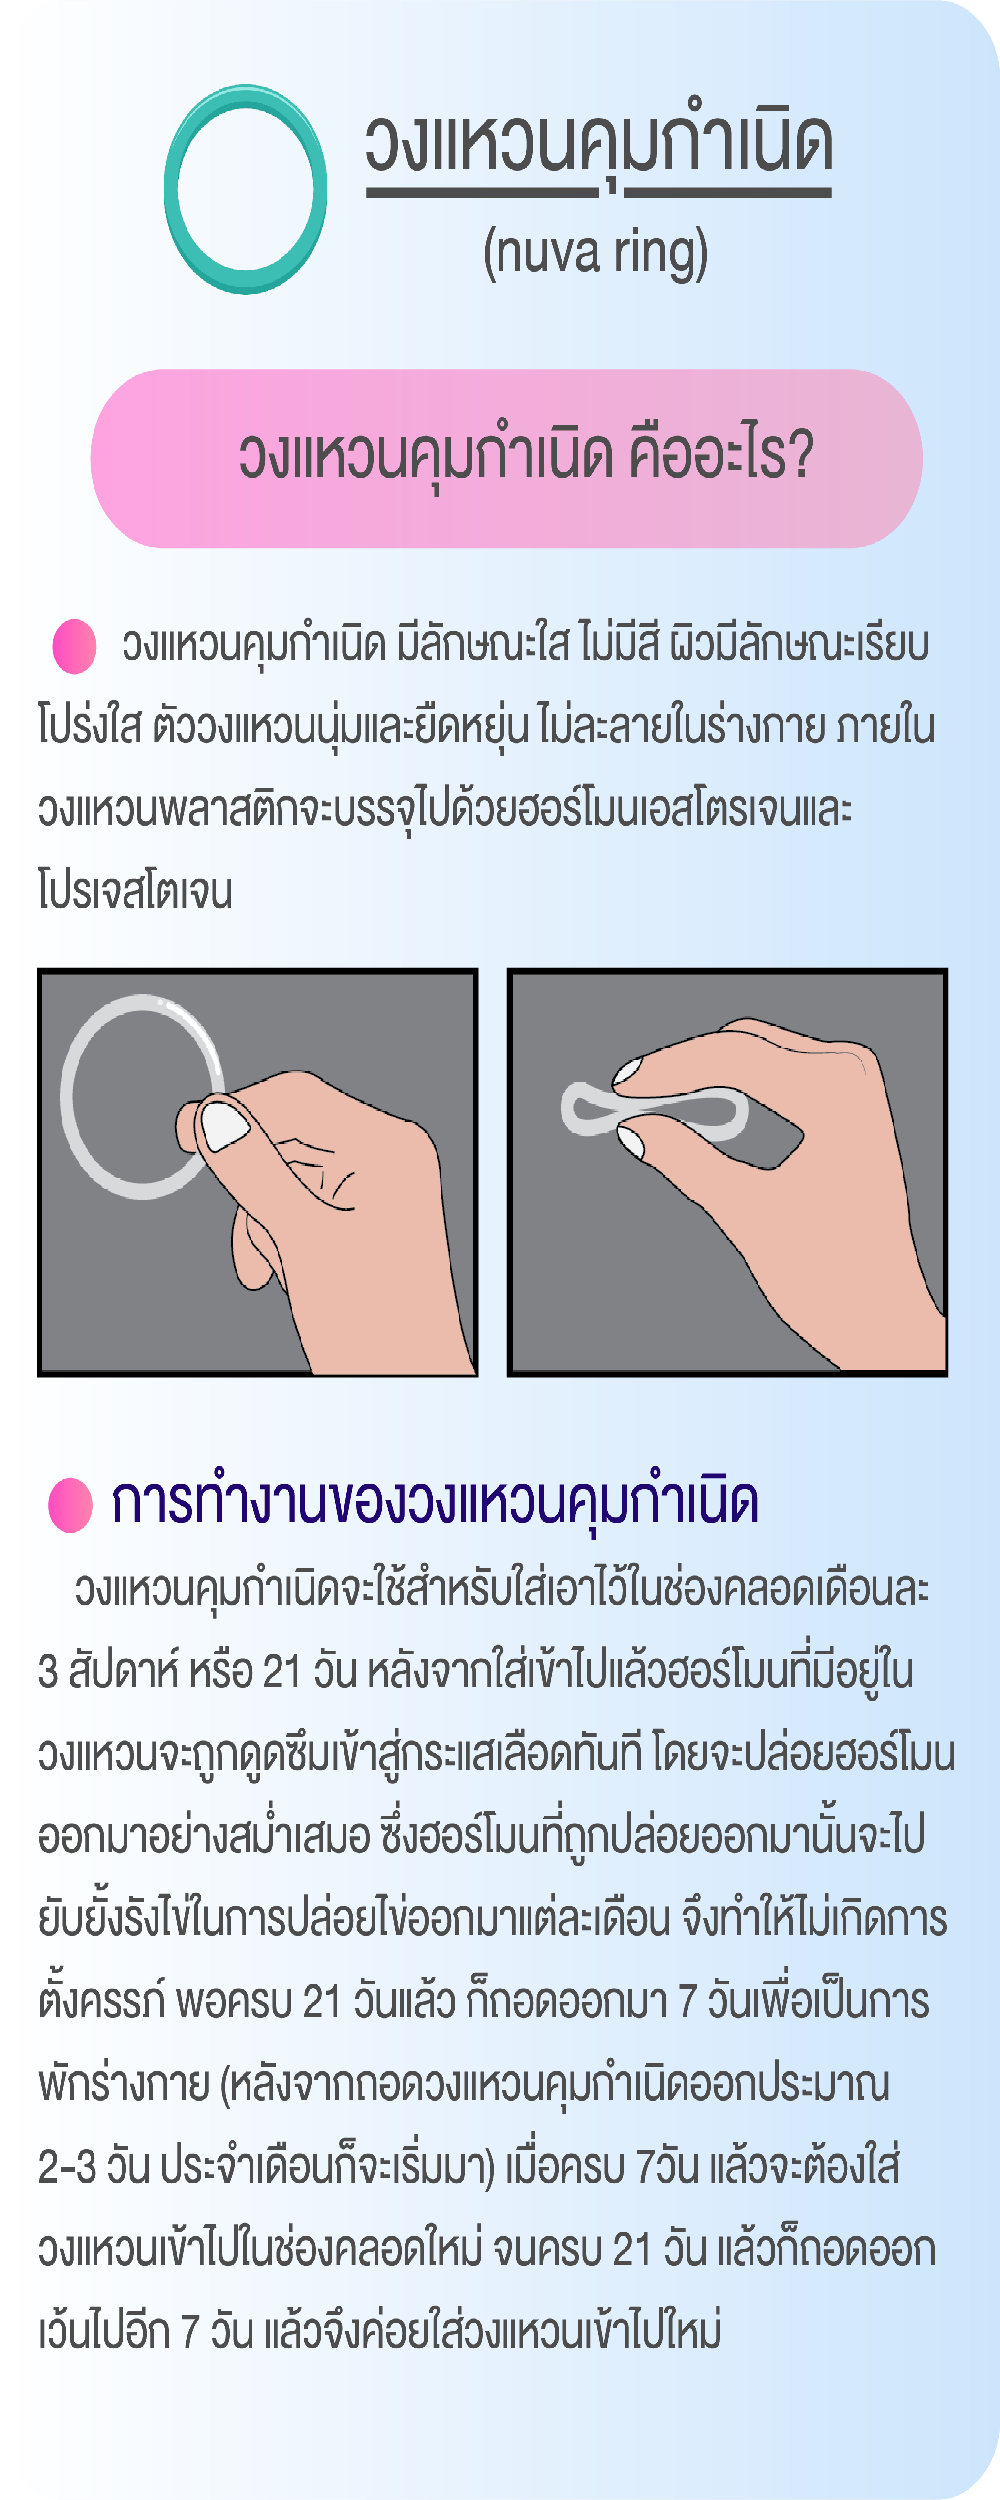 วงแหวนคุมกำเนิด
(nuva ring)
วงแหวนคุมกำเนิด คืออะไร?
วงแหวนคุมกำเนิด มีลักษณะใส ไม่มีสี ผิวมีลักษณะเรียบ
โปร่งใส ตัววงแหวนนุ่มและยืดหยุ่น ไม่ละลายในร่างกาย ภายใน
วงแหวนพลาสติกจะบรรจุไปด้วยฮอร์โมนเอสโตรเจนและ
โปรเจสโตเจน
การทำงานของวงแหวนคุมกำเนิด
วงแหวนคุมกำเนิดจะใช้สำหรับใส่เอาไว้ในช่องคลอดเดือนละ
3 สัปดาห์ หรือ 21 วัน หลังจากใส่เข้าไปแล้วฮอร์โมนที่มีอยู่ใน
วงแหวนจะถูกดูดซึมเข้าสู่กระแสเลือดทันที โดยจะปล่อยฮอร์โมน
ออกมาอย่างสม่ำเสมอ ซึ่งฮอร์โมนที่ถูกปล่อยออกมานั้นจะไป
ยับยั้งรังไข่ในการปล่อยไข่ออกมาแต่ละเดือน จึงทำให้ไม่เกิดการ
ตั้งครรภ์ พอครบ 21 วันแล้ว ก็ถอดออกมา 7 วันเพื่อเป็นการ
พักร่างกาย (หลังจากถอดวงแหวนคุมกำเนิดออกประมาณ
2-3 วัน ประจำเดือนก็จะเริ่มมา) เมื่อครบ 7วัน แล้วจะต้องใส่
วงแหวนเข้าไปในช่องคลอดใหม่ จนครบ 21 วัน แล้วก็ถอดออก
เว้นไปอีก 7 วัน แล้วจึงค่อยใส่วงแหวนเข้าไปใหม่